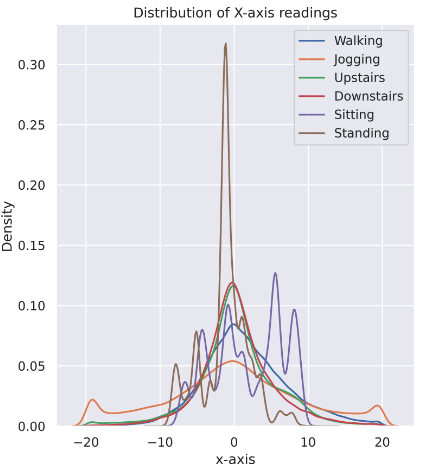 Distribution of X-axis readings
Walking
Jogging
Upstairs
Downstairs
Sitting
Standing
0.30
0.25
0.20
0.15
0.10
0.05
0.00
Density
−20
−10
0
10
20
x-axis